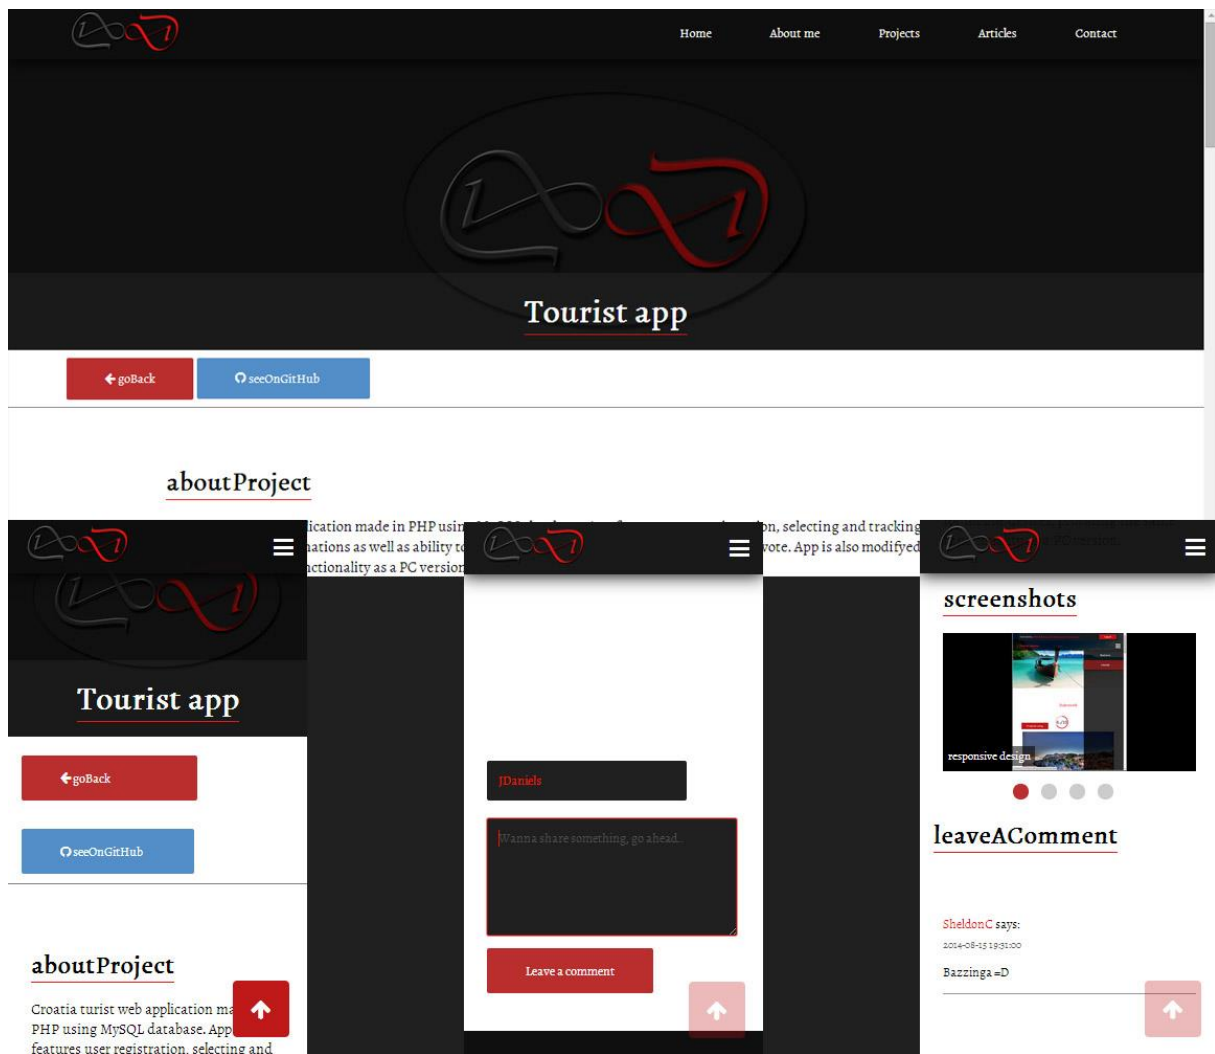 Home About me Projects Articles Contact
Tourist app
goBack seeOnGitHub
aboutProject
lication made in PHP usin
on, selecting and tracking
nations as well as ability to
vote. App is also modifyed
nctionality as a PC version
Tourist app
goBack
seeOnGitHub
aboutProject
Croatia turist web application ma
PHP using MySQL database. App
features user registration, selecting and
JDaniels
Wanna share something, go ahead..
Leave a comment
screenshots
responsive design
leaveAComment
SheldonC says:
2014-08-15 19:31:00
Bazzinga =D